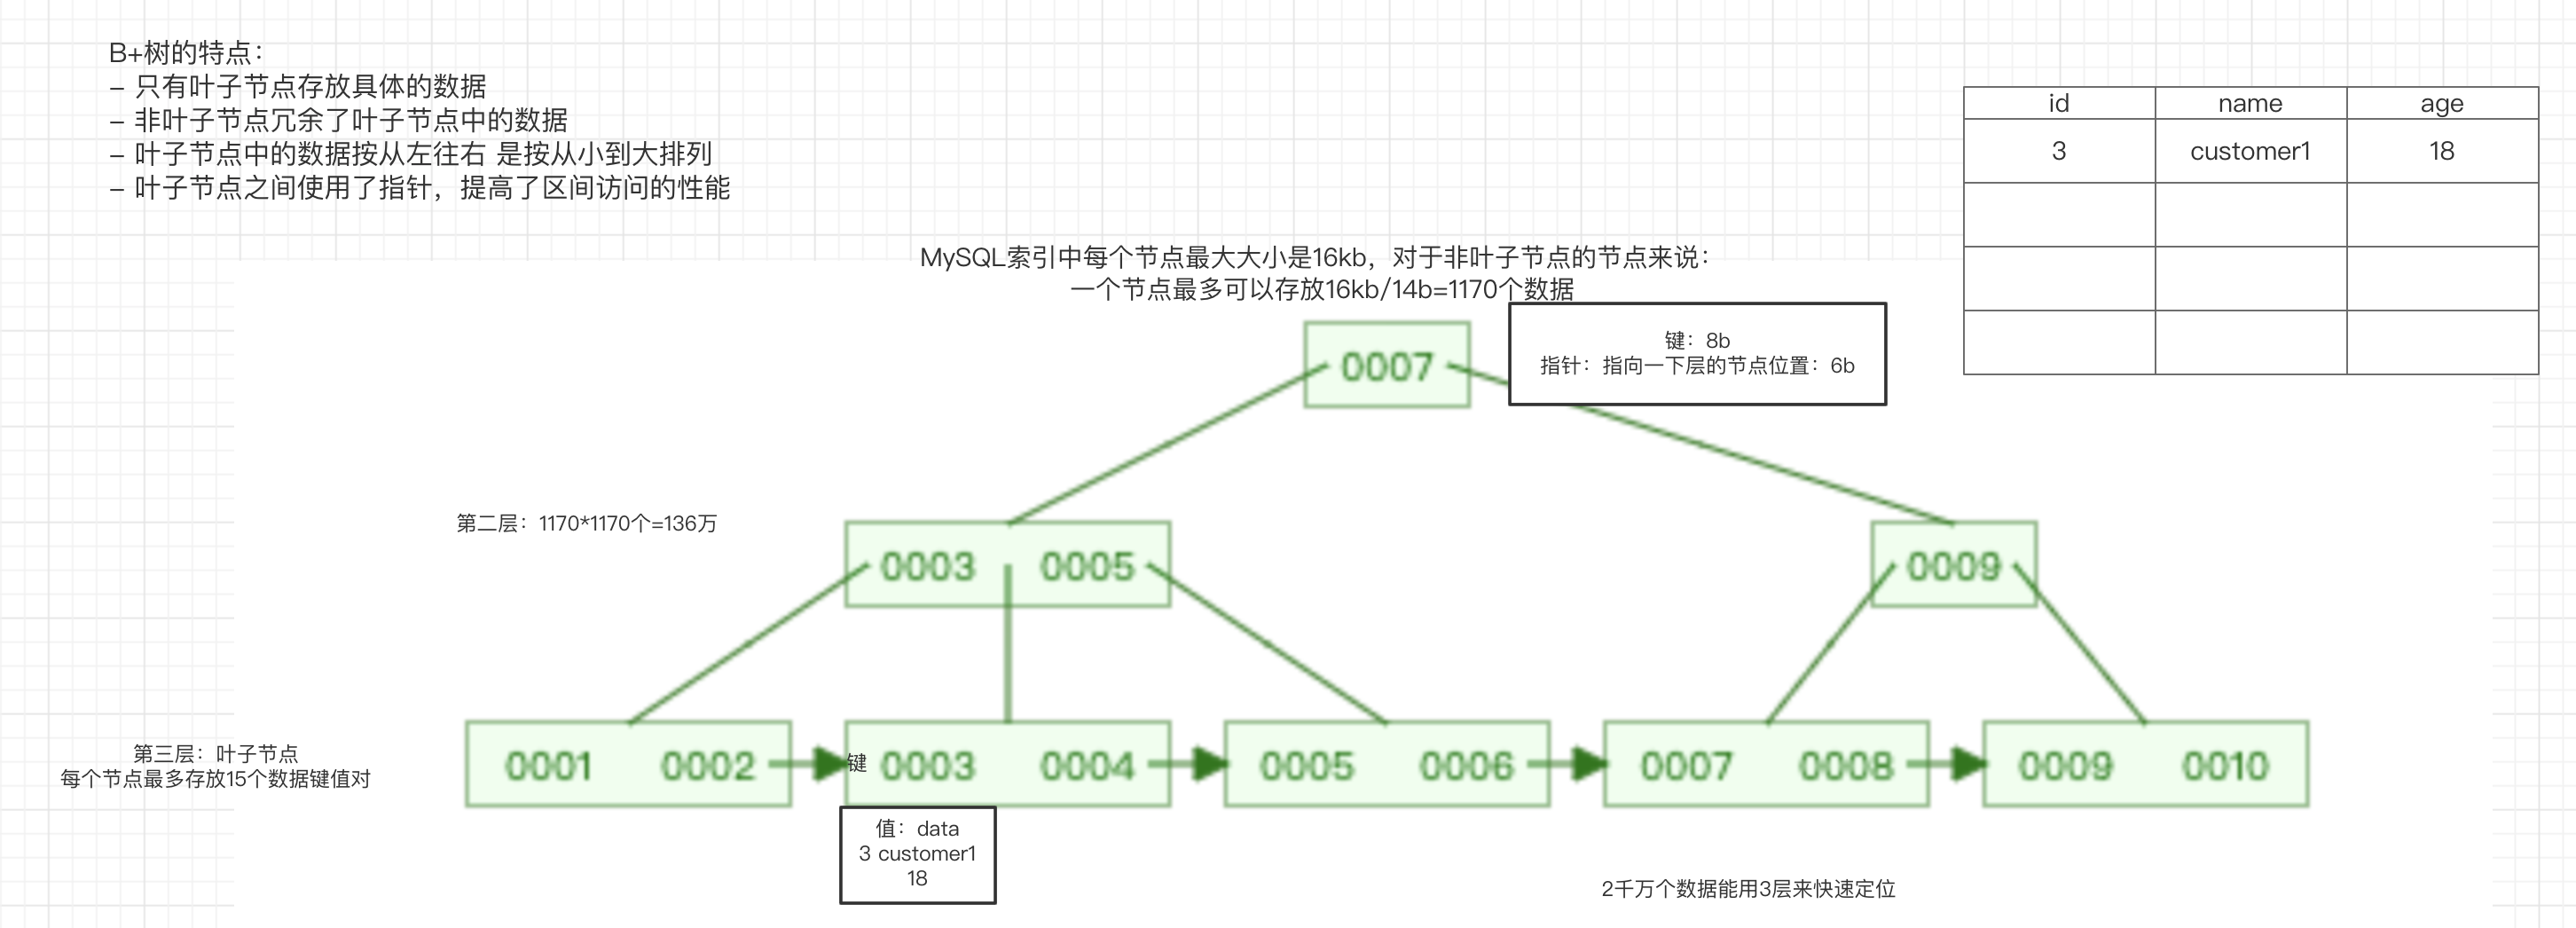 B+树的特点：
- 只有叶子节点存放具体的数据
- 非叶子节点冗余了叶子节点中的数据
- 叶子节点中的数据按从左往右 是按从小到大排列
- 叶子节点之间使用了指针，提高了区间访问的性能
id name age
3 customer1 18
MySQL索引中每个节点最大大小是16kb，对于非叶子节点的节点来说：
一个节点最多可以存放16kb/14b=1170个数据
键：8b
指针：指向一下层的节点位置：6b
0007
第二层：1170*1170个=136万
0003 0005
0009
第三层：叶子节点
每个节点最多存放15个数据键值对
0001 0002
键 0003 0004
0005 0006
0007 0008
0009 0010
值：data
3 customer1
18
2千万个数据能用3层来快速定位